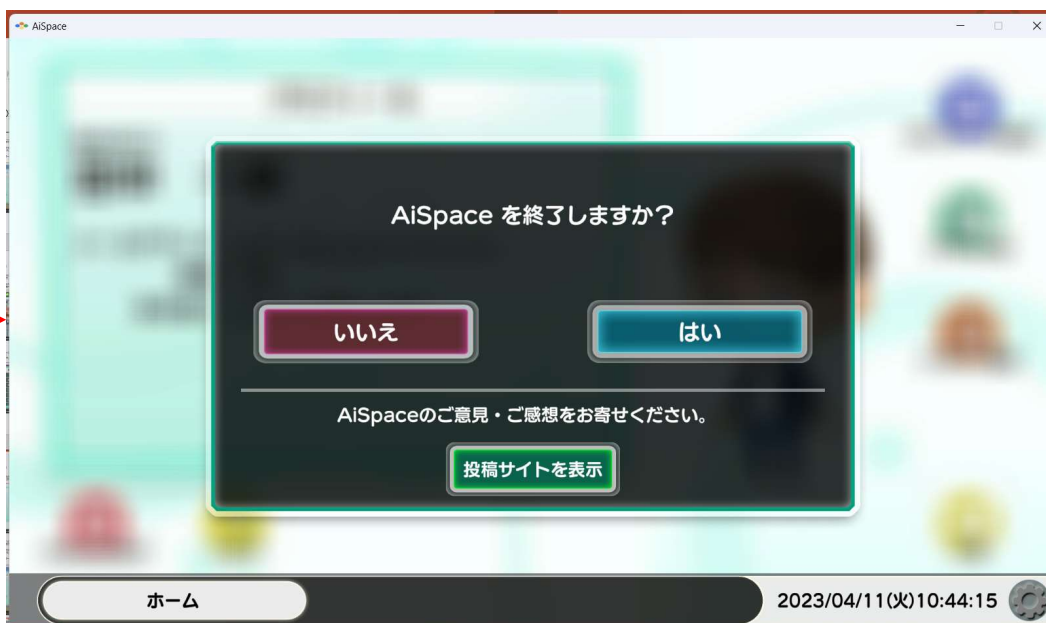 AiSpace
AiSpace を終了しますか？
いいえ
はい
AiSpaceのご意見・ご感想をお寄せください。
投稿サイトを表示
ホーム
2023/04/11(火)10:44:15